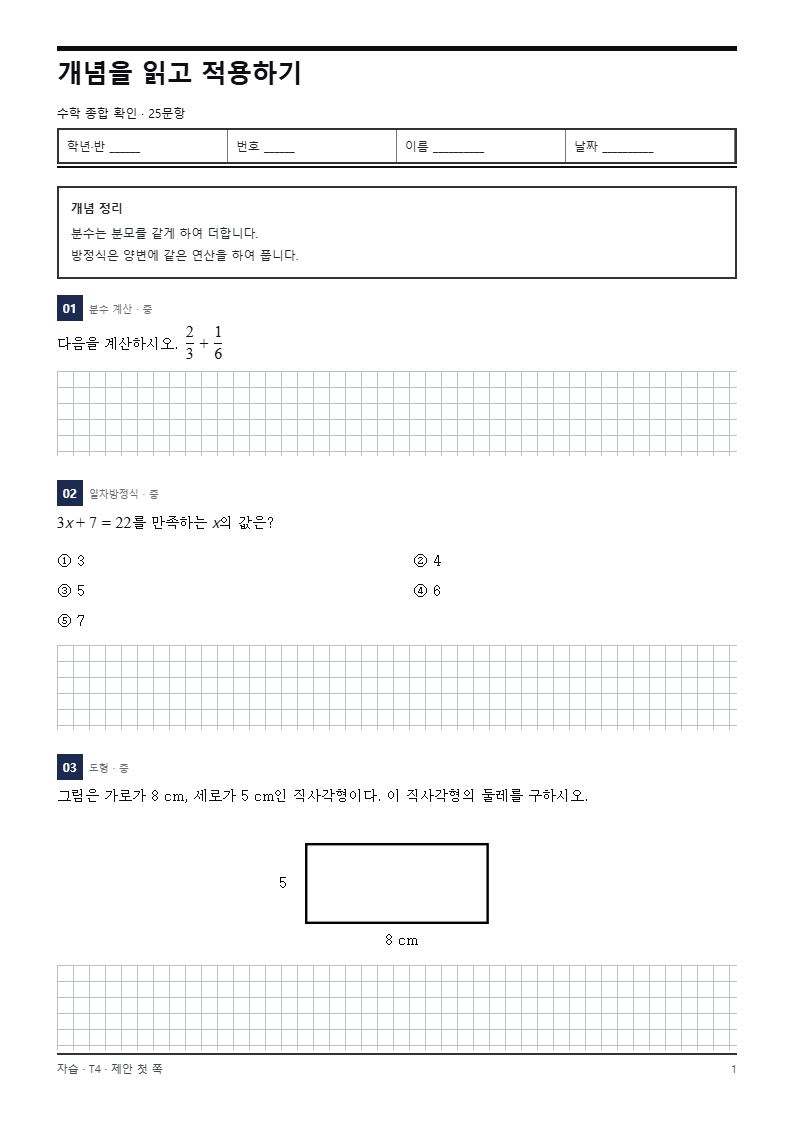 개념을 읽고 적용하기
수학 종합 확인 · 25문항
학년·반 ______ 번호 ______ 이름 __________ 날짜 __________
개념 정리
분수는 분모를 같게 하여 더합니다.
방정식은 양변에 같은 연산을 하여 풉니다.
01 분수 계산 · 중
다음을 계산하시오. 2/3 + 1/6
02 일차방정식 · 중
3x + 7 = 22를 만족하는 x의 값은?
① 3 ② 4
③ 5 ④ 6
⑤ 7
03 도형 · 중
그림은 가로가 8 cm, 세로가 5 cm인 직사각형이다. 이 직사각형의 둘레를 구하시오.
5
8 cm
자습 · T4 · 제안 첫 쪽 1